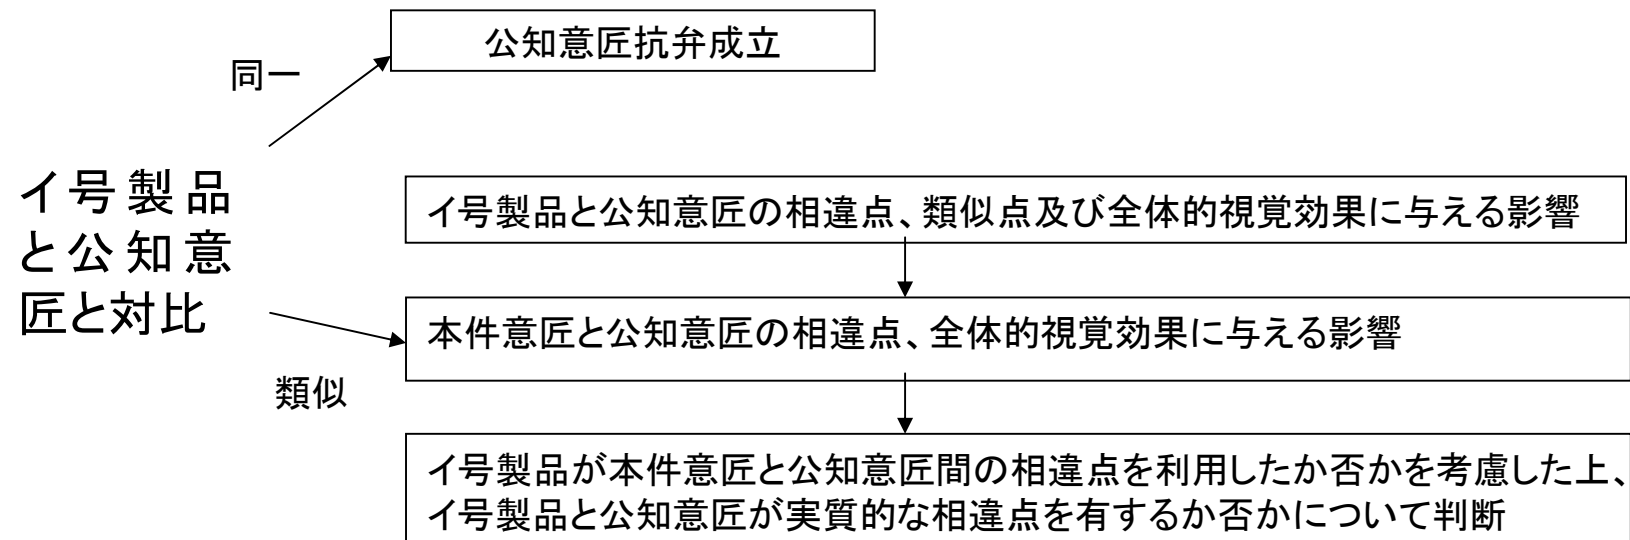 公知意匠抗弁成立
同一
イ号製品
と公知意
匠と対比
イ号製品と公知意匠の相違点、類似点及び全体的視覚効果に与える影響
本件意匠と公知意匠の相違点、全体的視覚効果に与える影響
類似
イ号製品が本件意匠と公知意匠間の相違点を利用したか否かを考慮した上、
イ号製品と公知意匠が実質的な相違点を有するか否かについて判断